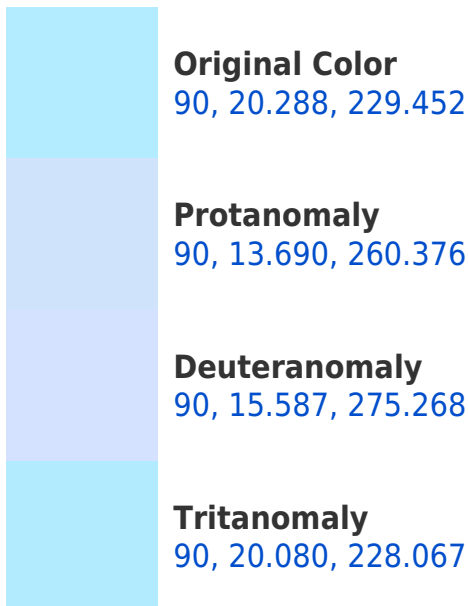 Original Color
90, 20.288, 229.452
Protanomaly
90, 13.690, 260.376
Deuteranomaly
90, 15.587, 275.268
Tritanomaly
90, 20.080, 228.067